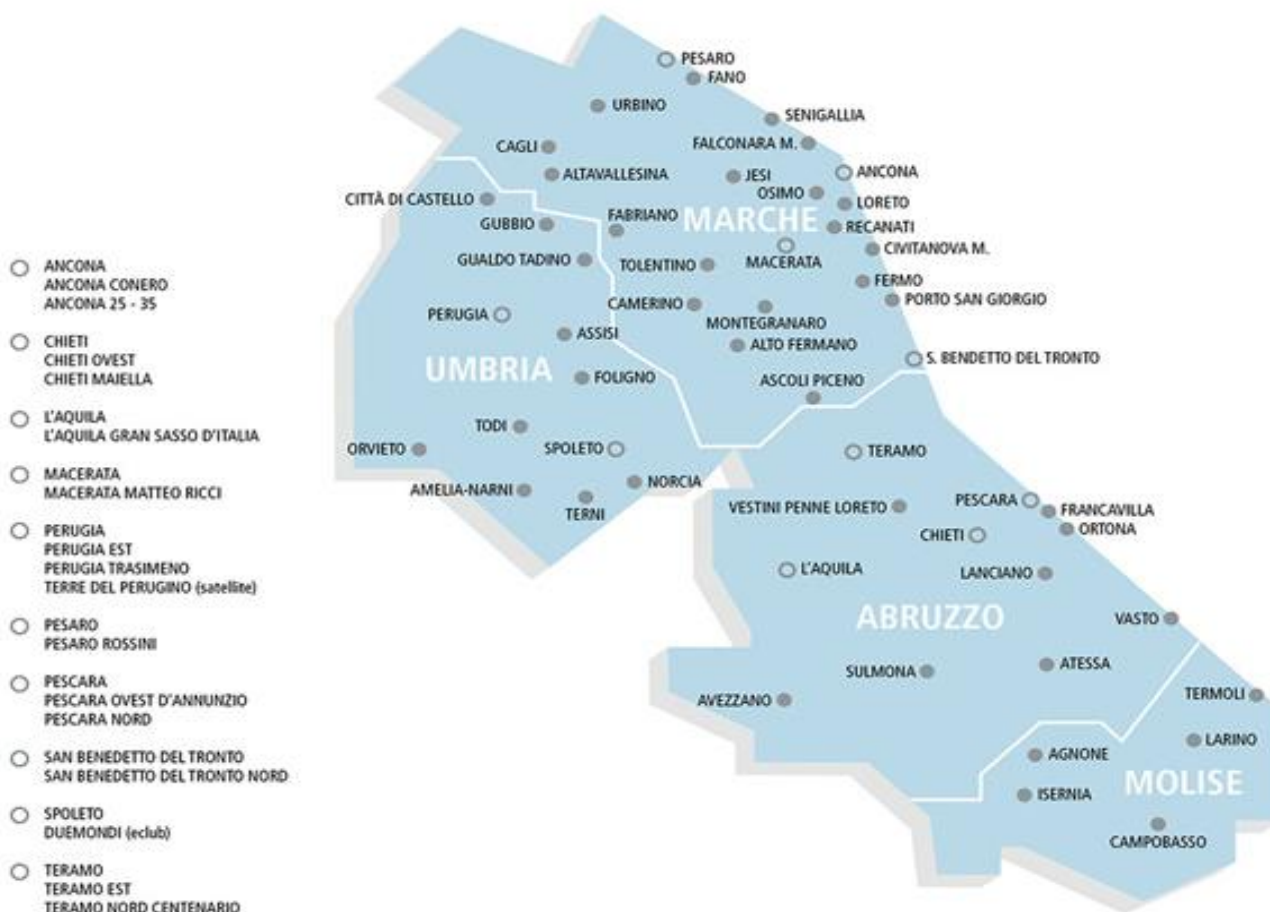 ANCONA
ANCONA CONERO
ANCONA 25 - 35
CHIETI
CHIETI OVEST
CHIETI MAIELLA
L'AQUILA
L'AQUILA GRAN SASSO D'ITALIA
MACERATA
MACERATA MATTEO RICCI
PERUGIA
PERUGIA EST
PERUGIA TRASIMENO
TERRE DEL PERUGINO (satellite)
PESARO
PESARO ROSSINI
PESCARA
PESCARA OVEST D'ANNUNZIO
PESCARA NORD
SAN BENEDETTO DEL TRONTO
SAN BENEDETTO DEL TRONTO NORD
SPOLETO
DUEMONDI (eclub)
TERAMO
TERAMO EST
TERAMO NORD CENTENARIO
PESARO
FANO
URBINO
SENIGALLIA
CAGLI
FALCONARA M.
ALTAVALLESINA
JESI
ANCONA
OSIMO
CITTÀ DI CASTELLO
LORETO
GUBBIO
FABRIANO
MARCHE
RECANATI
CIVITANOVA M.
GUALDO TADINO
TOLENTINO
MACERATA
FERMO
CAMERINO
PORTO SAN GIORGIO
PERUGIA
MONTEGRANARO
ASSISI
ALTO FERMANO
S. BENDETTO DEL TRONTO
UMBRIA
FOLIGNO
ASCOLI PICENO
TODI
ORVIETO
SPOLETO
TERAMO
AMELIA-NARNI
NORCIA
TERNI
VESTINI PENNE LORETO
PESCARA
FRANCAVILLA
ORTONA
CHIETI
L'AQUILA
LANCIANO
ABRUZZO
VASTO
SULMONA
ATESSA
AVEZZANO
TERMOLI
LARINO
AGNONE
MOLISE
ISERNIA
CAMPOBASSO